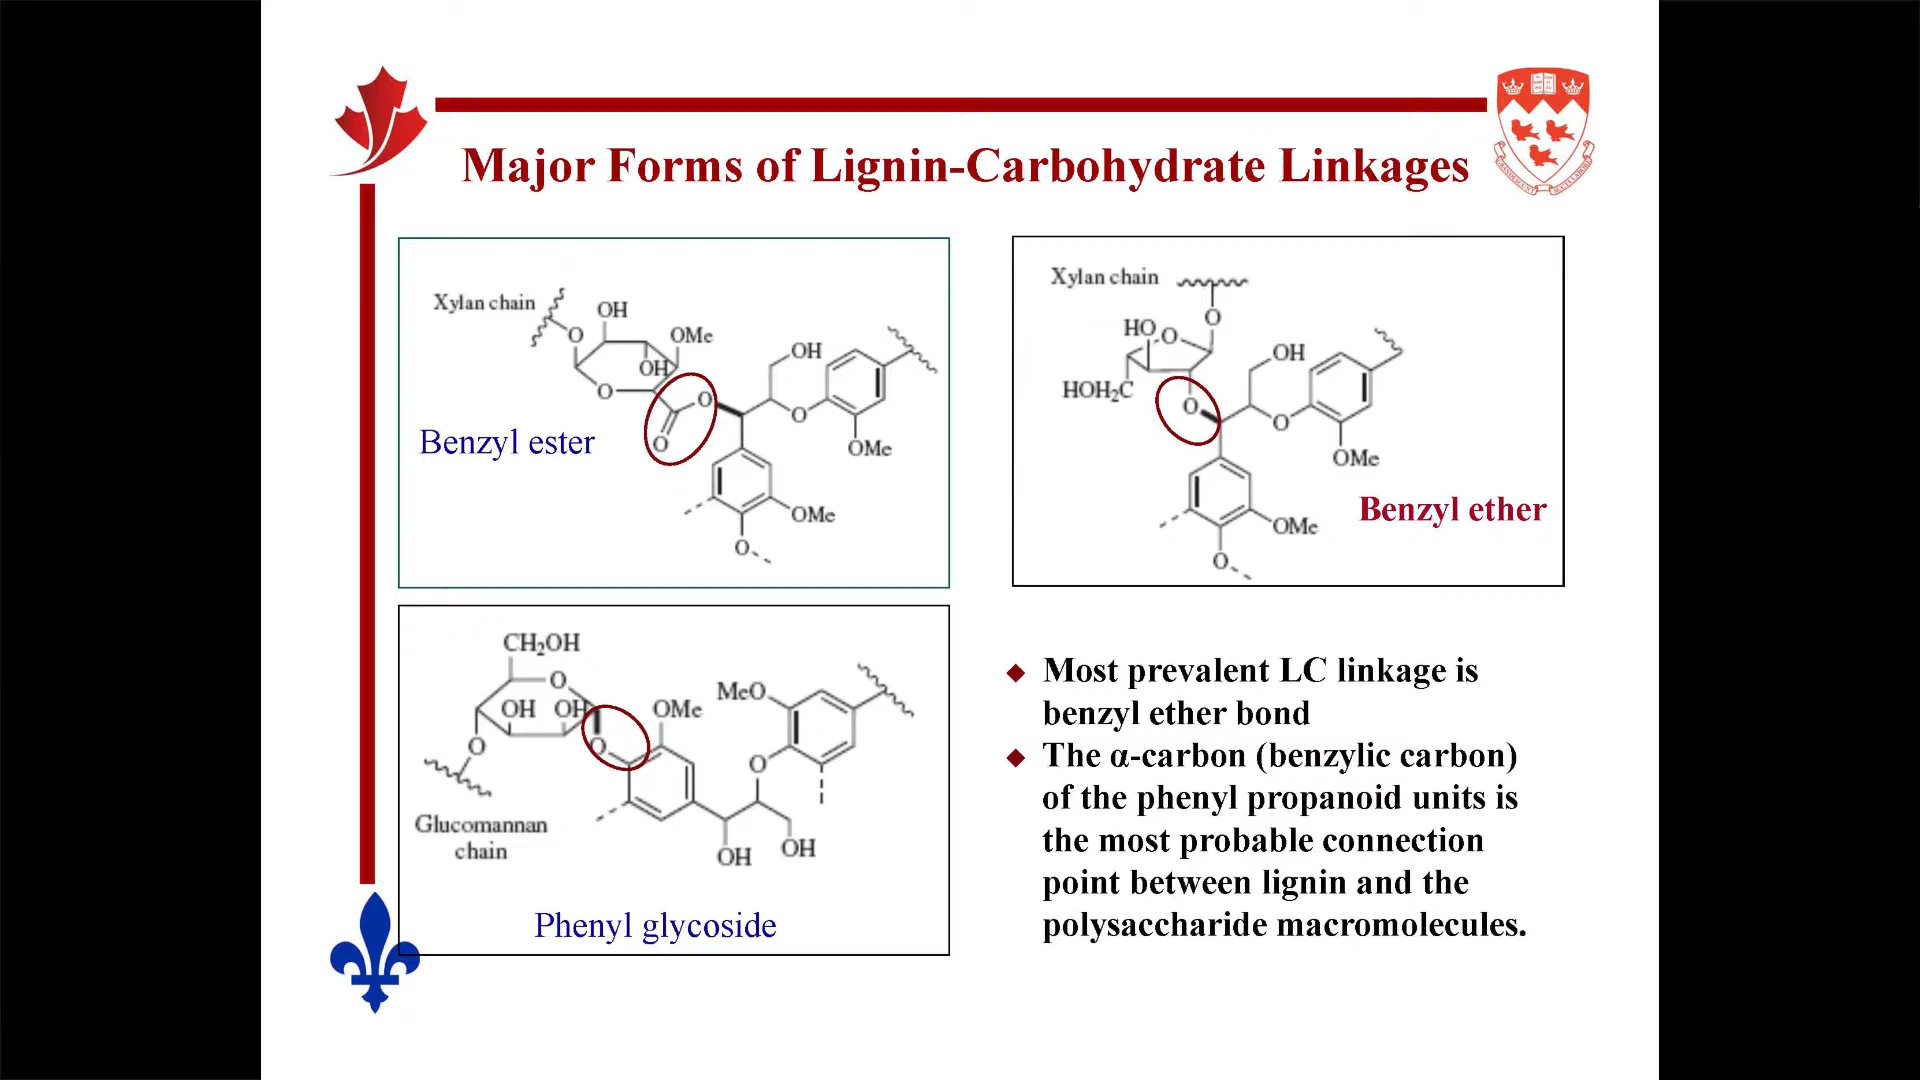 Major Forms of Lignin-Carbohydrate Linkages
Xylan chain
OH
O
OMe
OH
O
O
O
OH
O
OMe
OMe
O
Benzyl ester
Xylan chain
O
HO
O
HOH₂C
O
OH
O
OMe
OMe
O
Benzyl ether
CH₂OH
O
OH
OH
O
O
OMe
MeO
O
OH
OH
Glucomannan
chain
Phenyl glycoside
Most prevalent LC linkage is
benzyl ether bond
The α-carbon (benzylic carbon)
of the phenyl propanoid units is
the most probable connection
point between lignin and the
polysaccharide macromolecules.